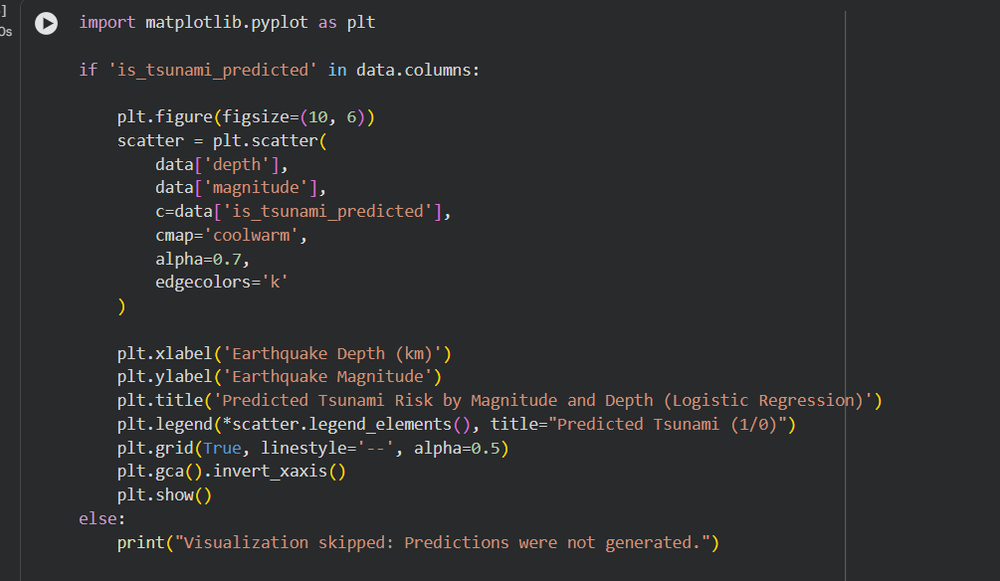 ]
0s
import matplotlib.pyplot as plt
if 'is_tsunami_predicted' in data.columns:
    plt.figure(figsize=(10, 6))
    scatter = plt.scatter(
        data['depth'],
        data['magnitude'],
        c=data['is_tsunami_predicted'],
        cmap='coolwarm',
        alpha=0.7,
        edgecolors='k'
    )
    plt.xlabel('Earthquake Depth (km)')
    plt.ylabel('Earthquake Magnitude')
    plt.title('Predicted Tsunami Risk by Magnitude and Depth (Logistic Regression)')
    plt.legend(*scatter.legend_elements(), title="Predicted Tsunami (1/0)")
    plt.grid(True, linestyle='--', alpha=0.5)
    plt.gca().invert_xaxis()
    plt.show()
else:
    print("Visualization skipped: Predictions were not generated.")